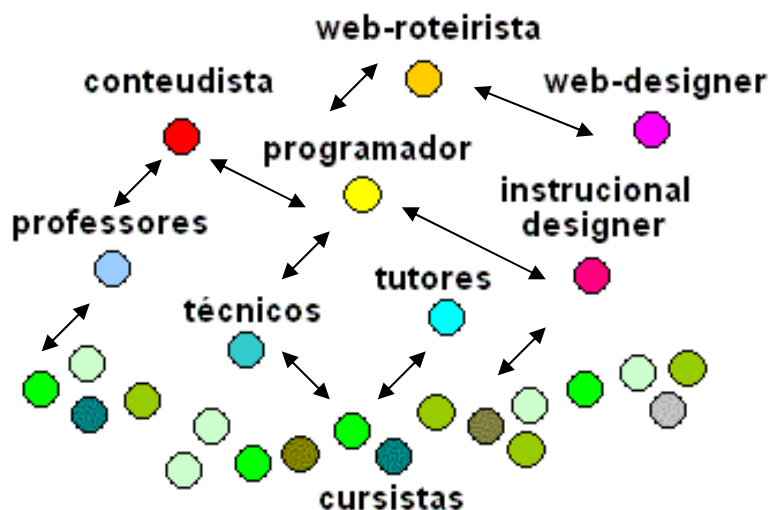 web-roteirista
conteudista
web-designer
programador
instrucional
designer
professores
tutores
técnicos
cursistas